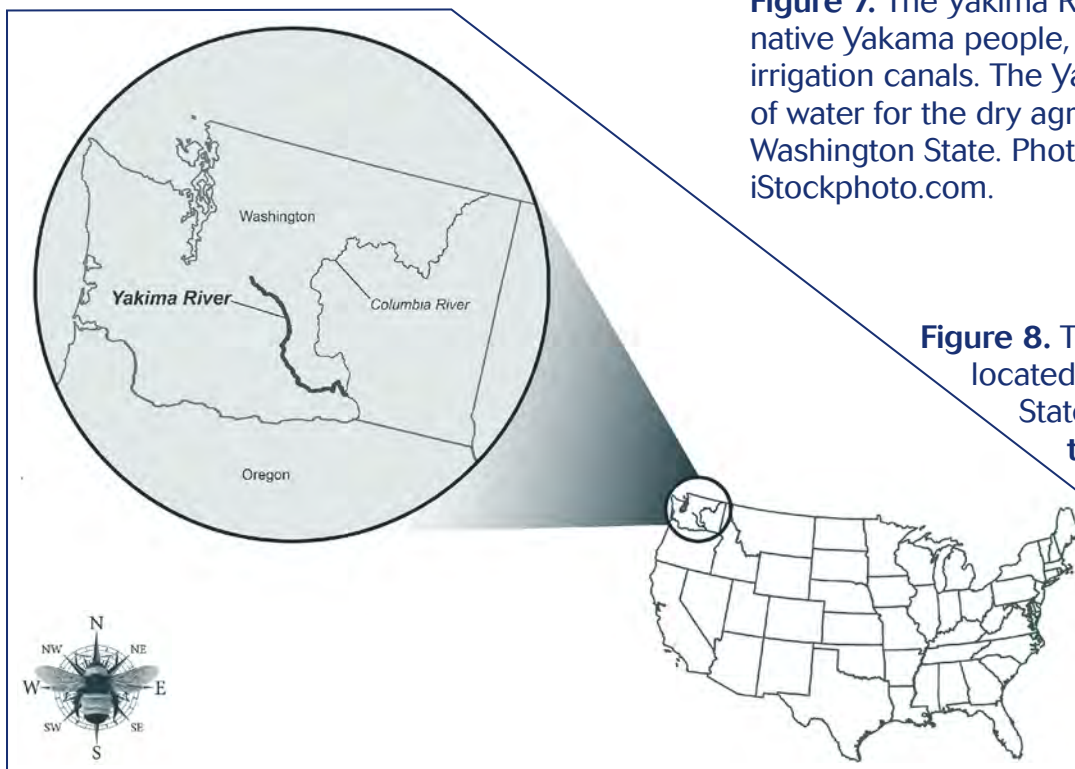 Figure 7. The Yakima R
native Yakama people,
irrigation canals. The Ya
of water for the dry agr
Washington State. Phot
iStockphoto.com.
Washington
Yakima River
Columbia River
Oregon
Figure 8. T
located
State
t
N
NW
NE
W
E
SW
SE
S